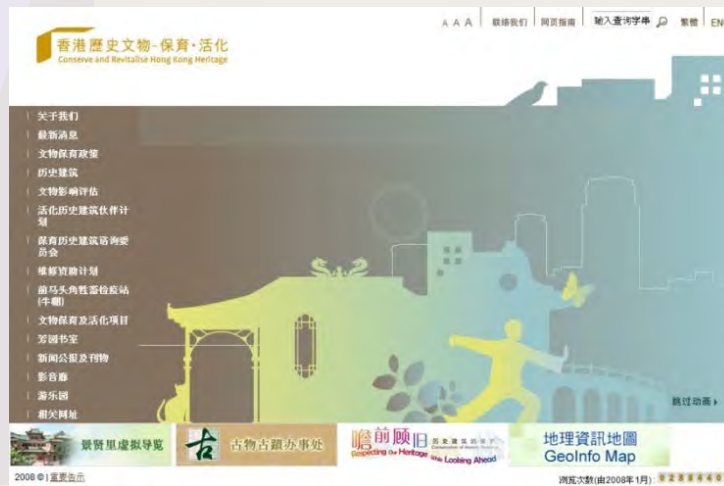 香港歷史文物-保育·活化
Conserve and Revitalise Hong Kong Heritage
A A A 联络我们 网页指南 输入查询字串 繁體 EN
关于我们
最新消息
文物保育政策
历史建筑
文物影响评估
活化历史建筑伙伴计
划
保育历史建筑咨询委
员会
维修资助计划
前马头角牲畜检疫站
(牛棚)
文物保育及活化项目
芳园书室
新闻公报及刊物
影音廊
游乐园
相关网址
跳过动画
景贤里虚拟导览
古
古物古蹟办事处
瞻前顾旧
Respecting Our Heritage While Looking Ahead
地理資訊地圖
GeoInfo Map
2008 © | 重要告示
浏览次数(由2008年1月):